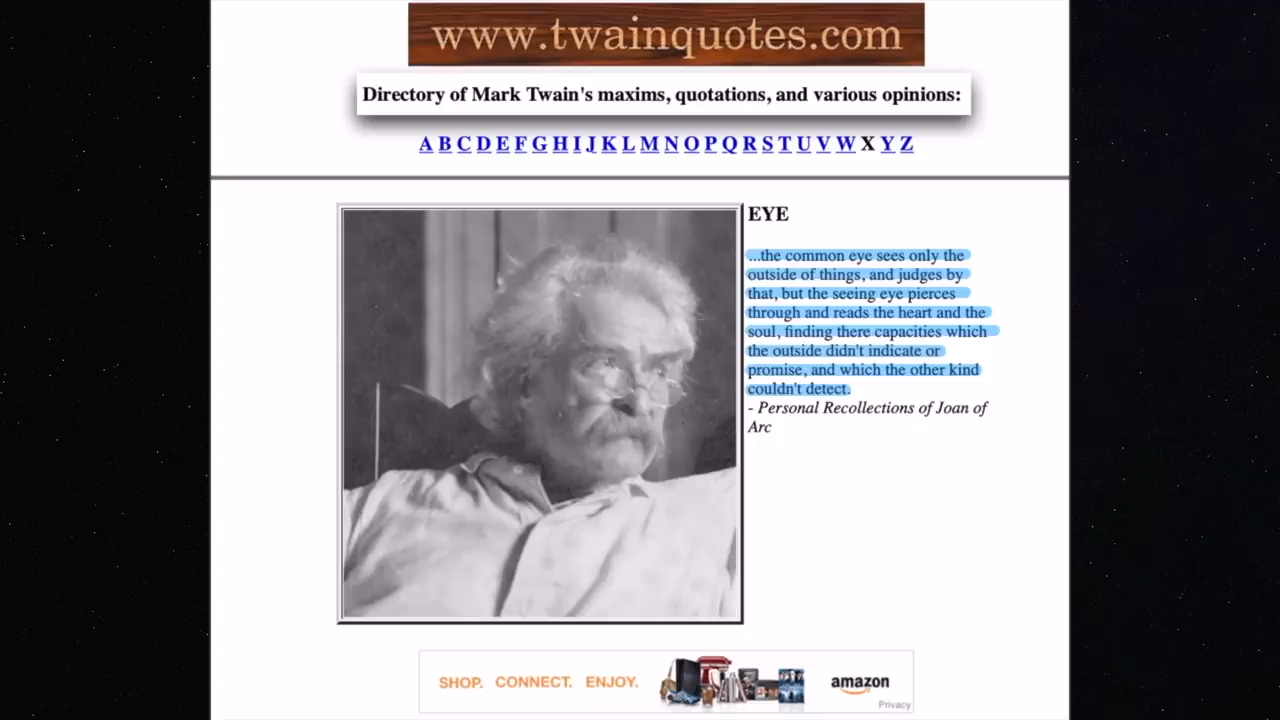 www.twainquotes.com
Directory of Mark Twain's maxims, quotations, and various opinions:
A B C D E F G H I J K L M N O P Q R S T U V W X Y Z
EYE
...the common eye sees only the
outside of things, and judges by
that, but the seeing eye pierces
through and reads the heart and the
soul, finding there capacities which
the outside didn't indicate or
promise, and which the other kind
couldn't detect.
- Personal Recollections of Joan of
Arc
SHOP. CONNECT. ENJOY.
amazon
Privacy